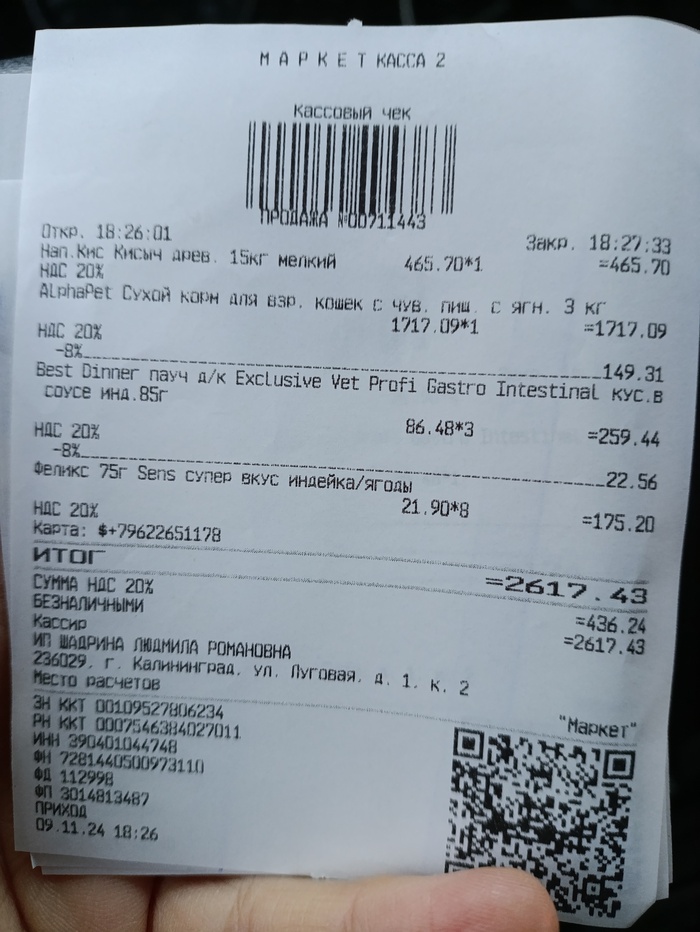 М А Р К Е Т КАССА 2
Кассовый чек
ПРОДАЖА №00711443
Откр. 18:26:01 Закр. 18:27:33
Нап.Кис Кисыч древ. 15кг мелкий 465.70*1 =465.70
НДС 20%
AlphaPet Сухой корм для взр. кошек с чув. пищ. с ягн. 3 кг
1717.09*1 =1717.09
НДС 20%
-8% 149.31
Best Dinner пауч д/к Exclusive Vet Profi Gastro Intestinal кус.в
соусе инд.85г
86.48*3 =259.44
НДС 20%
-8% 22.56
Феликс 75г Sens супер вкус индейка/ягоды
21.90*8 =175.20
НДС 20%
Карта: $+79622651178
ИТОГ =2617.43
СУММА НДС 20% =436.24
БЕЗНАЛИЧНЫМИ =2617.43
Кассир
ИП ШАДРИНА ЛЮДМИЛА РОМАНОВНА
236029, г. Калининград, ул. Луговая, д. 1, к. 2
Место расчетов "Маркет"
ЗН ККТ 00109527806234
РН ККТ 0007546384027011
ИНН 390401044748
ФН 7281440500973110
ФД 112998
ФП 3014813487
ПРИХОД
09.11.24 18:26